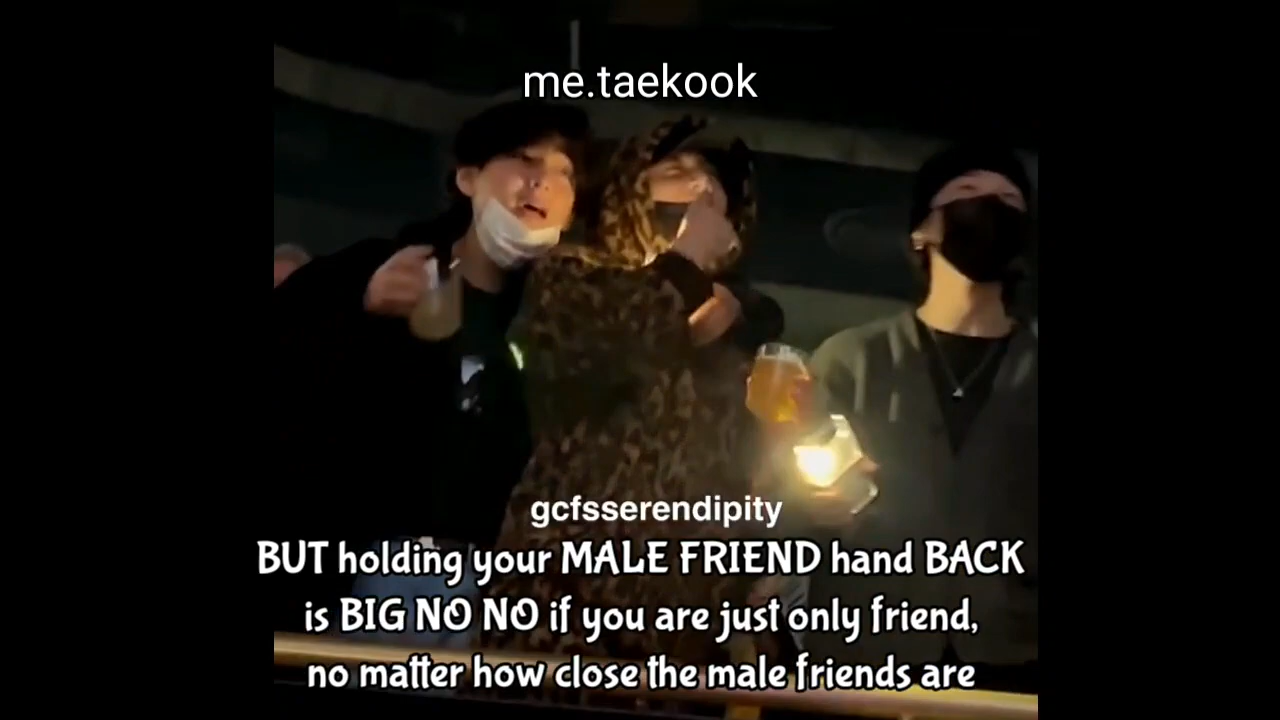 me.taekook
gcfsserendipity
BUT holding your MALE FRIEND hand BACK
is BIG NO NO if you are just only friend,
no matter how close the male friends are